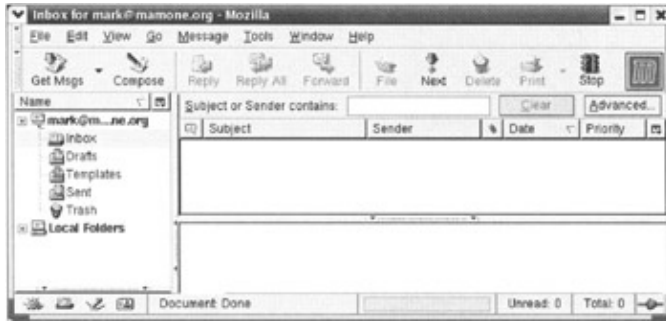 Inbox for mark@mamone.org - Mozilla
File Edit View Go Message Tools Window Help
Get Msgs Compose Reply Reply All Forward File Next Delete Print Stop
Name
Subject or Sender contains: Clear Advanced...
mark@m...ne.org
Subject Sender Date Priority
Inbox
Drafts
Templates
Sent
Trash
Local Folders
Document: Done Unread: 0 Total: 0